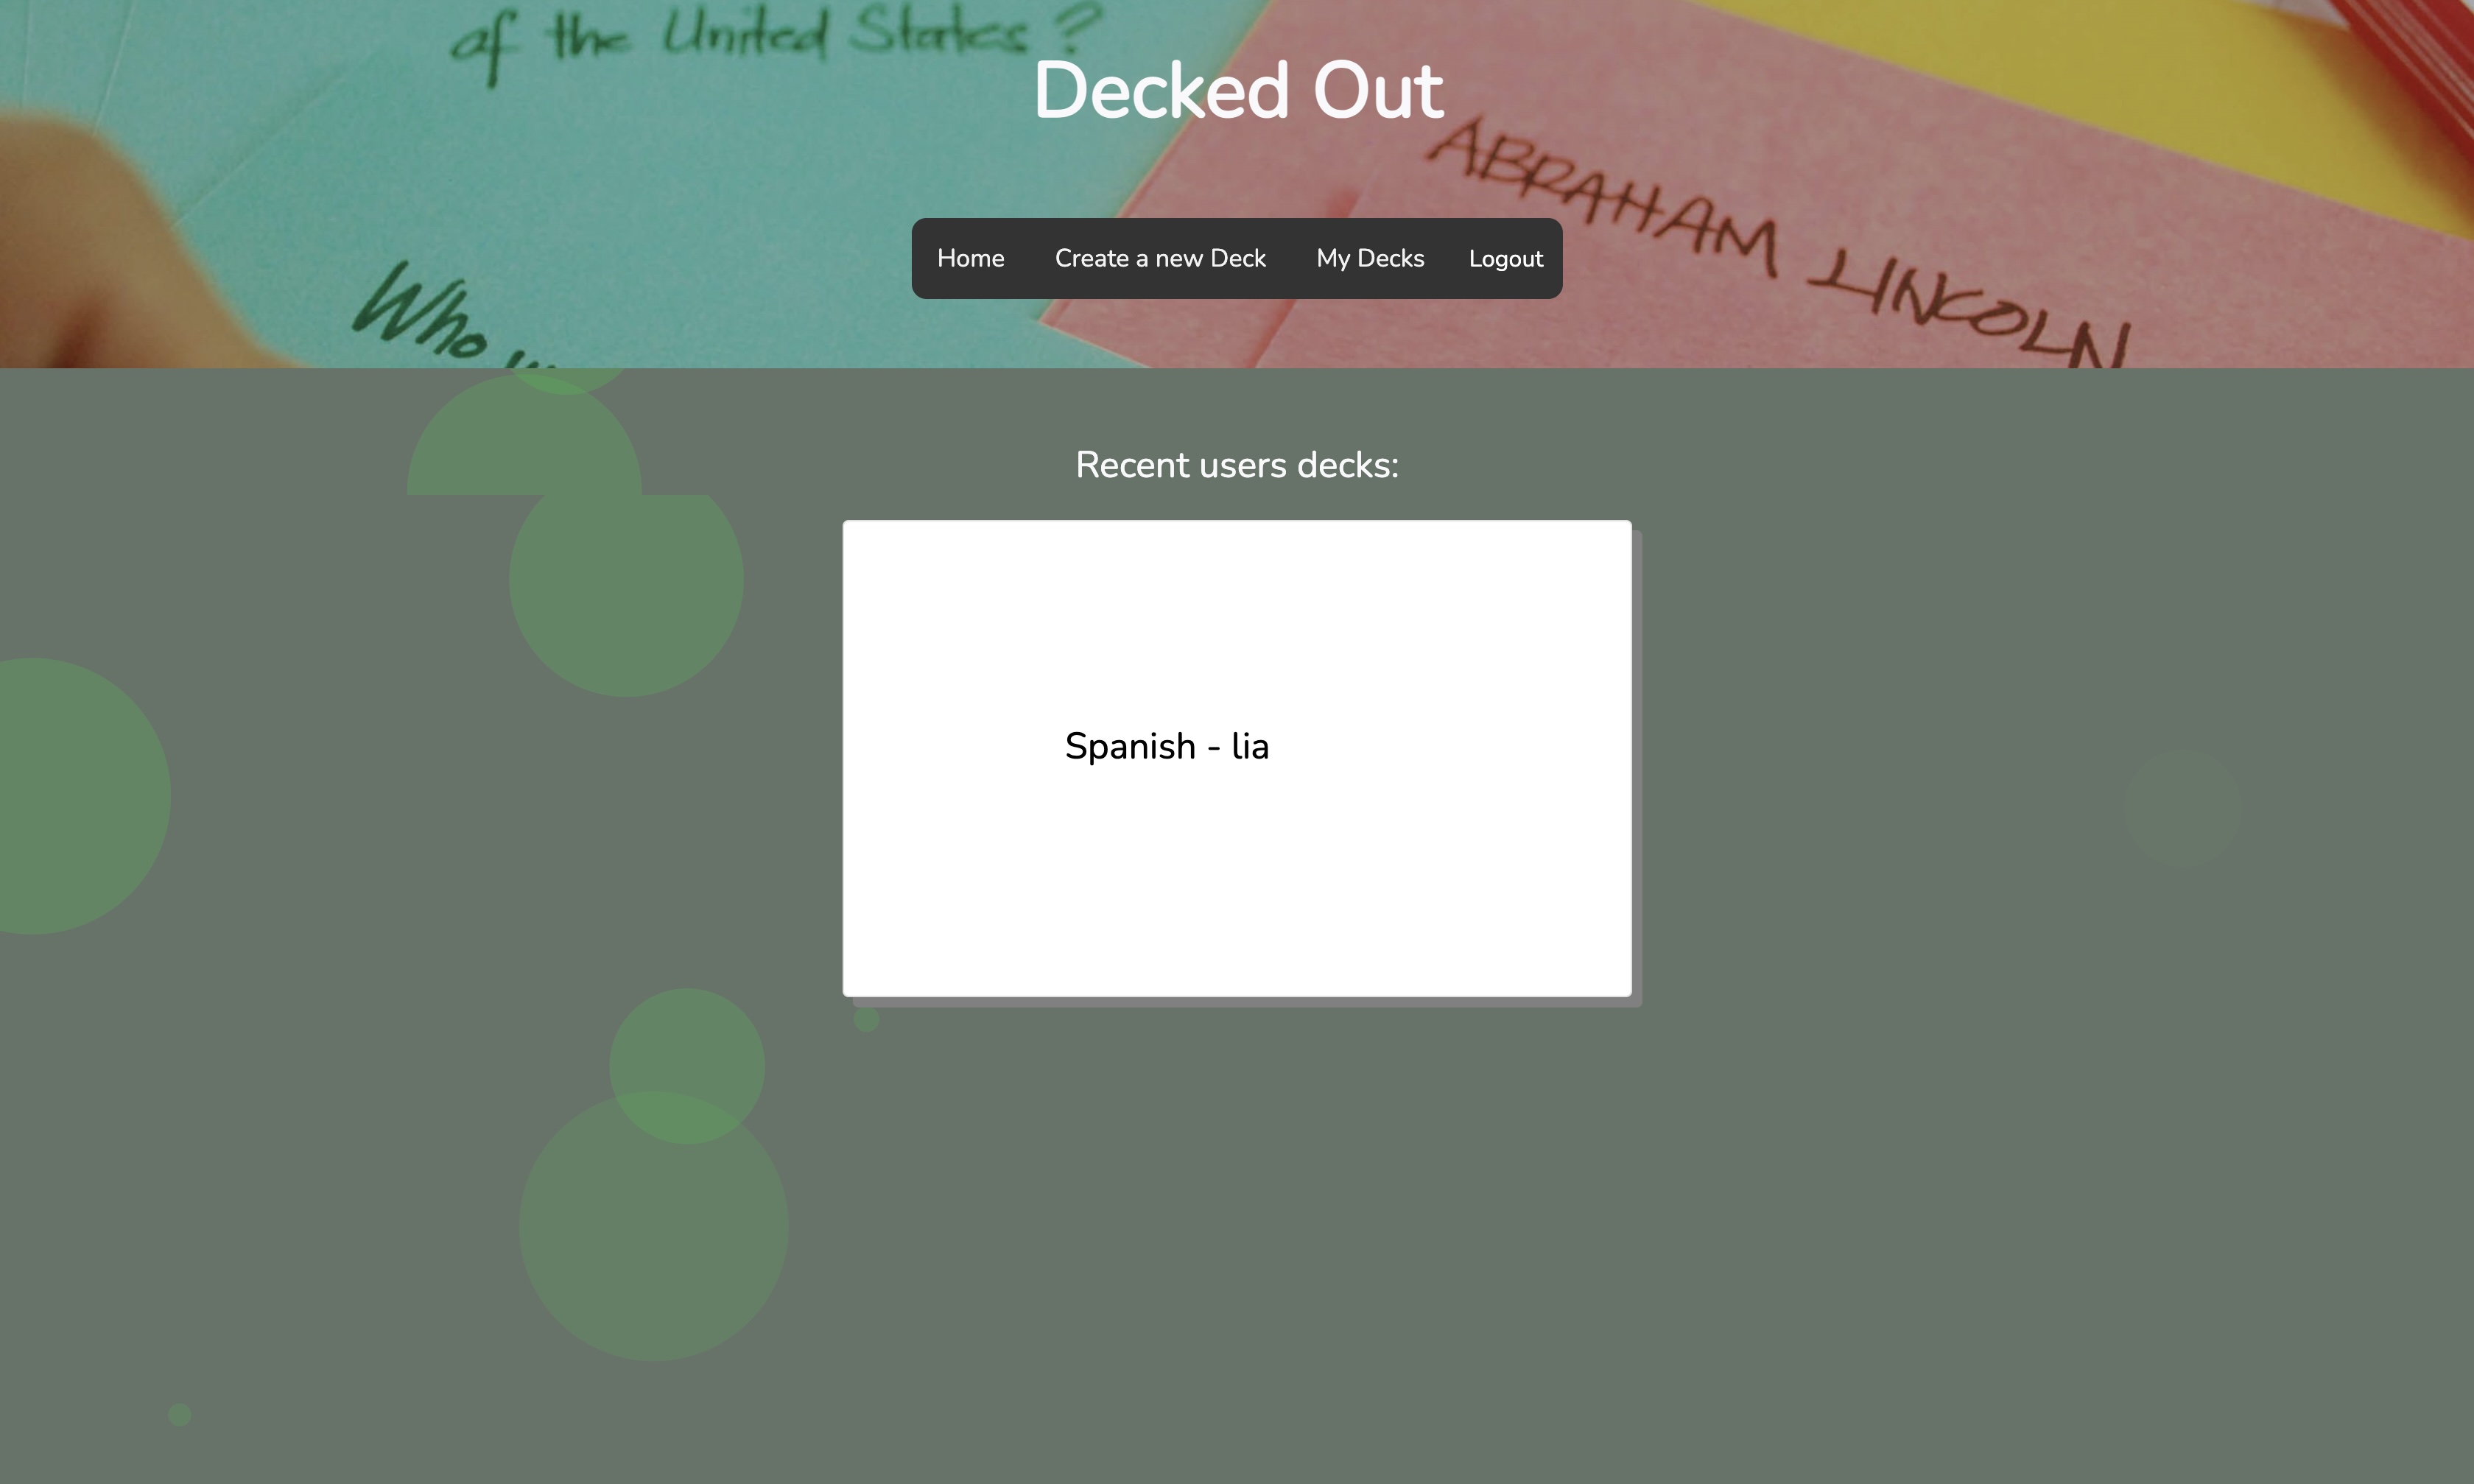 of the United States ?
Decked Out
ABRAHAM LINCOLN
Home Create a new Deck My Decks Logout
Who
Recent users decks:
Spanish - lia